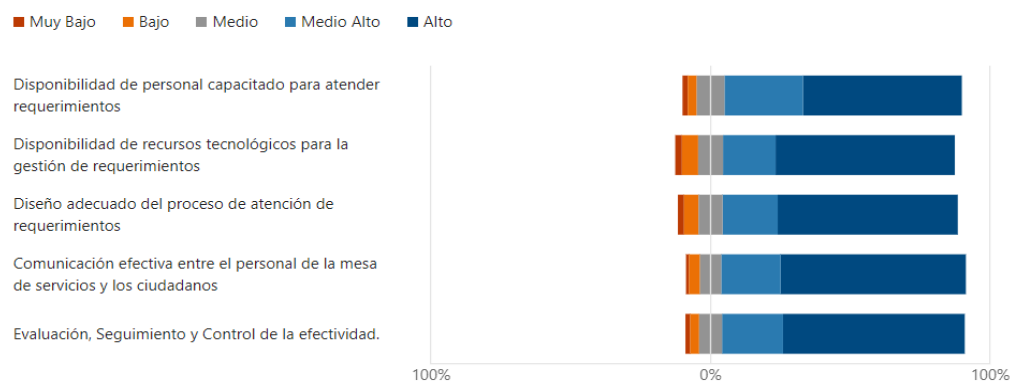 Muy Bajo Bajo Medio Medio Alto Alto
Disponibilidad de personal capacitado para atender
requerimientos
Disponibilidad de recursos tecnológicos para la
gestión de requerimientos
Diseño adecuado del proceso de atención de
requerimientos
Comunicación efectiva entre el personal de la mesa
de servicios y los ciudadanos
Evaluación, Seguimiento y Control de la efectividad.
100% 0% 100%